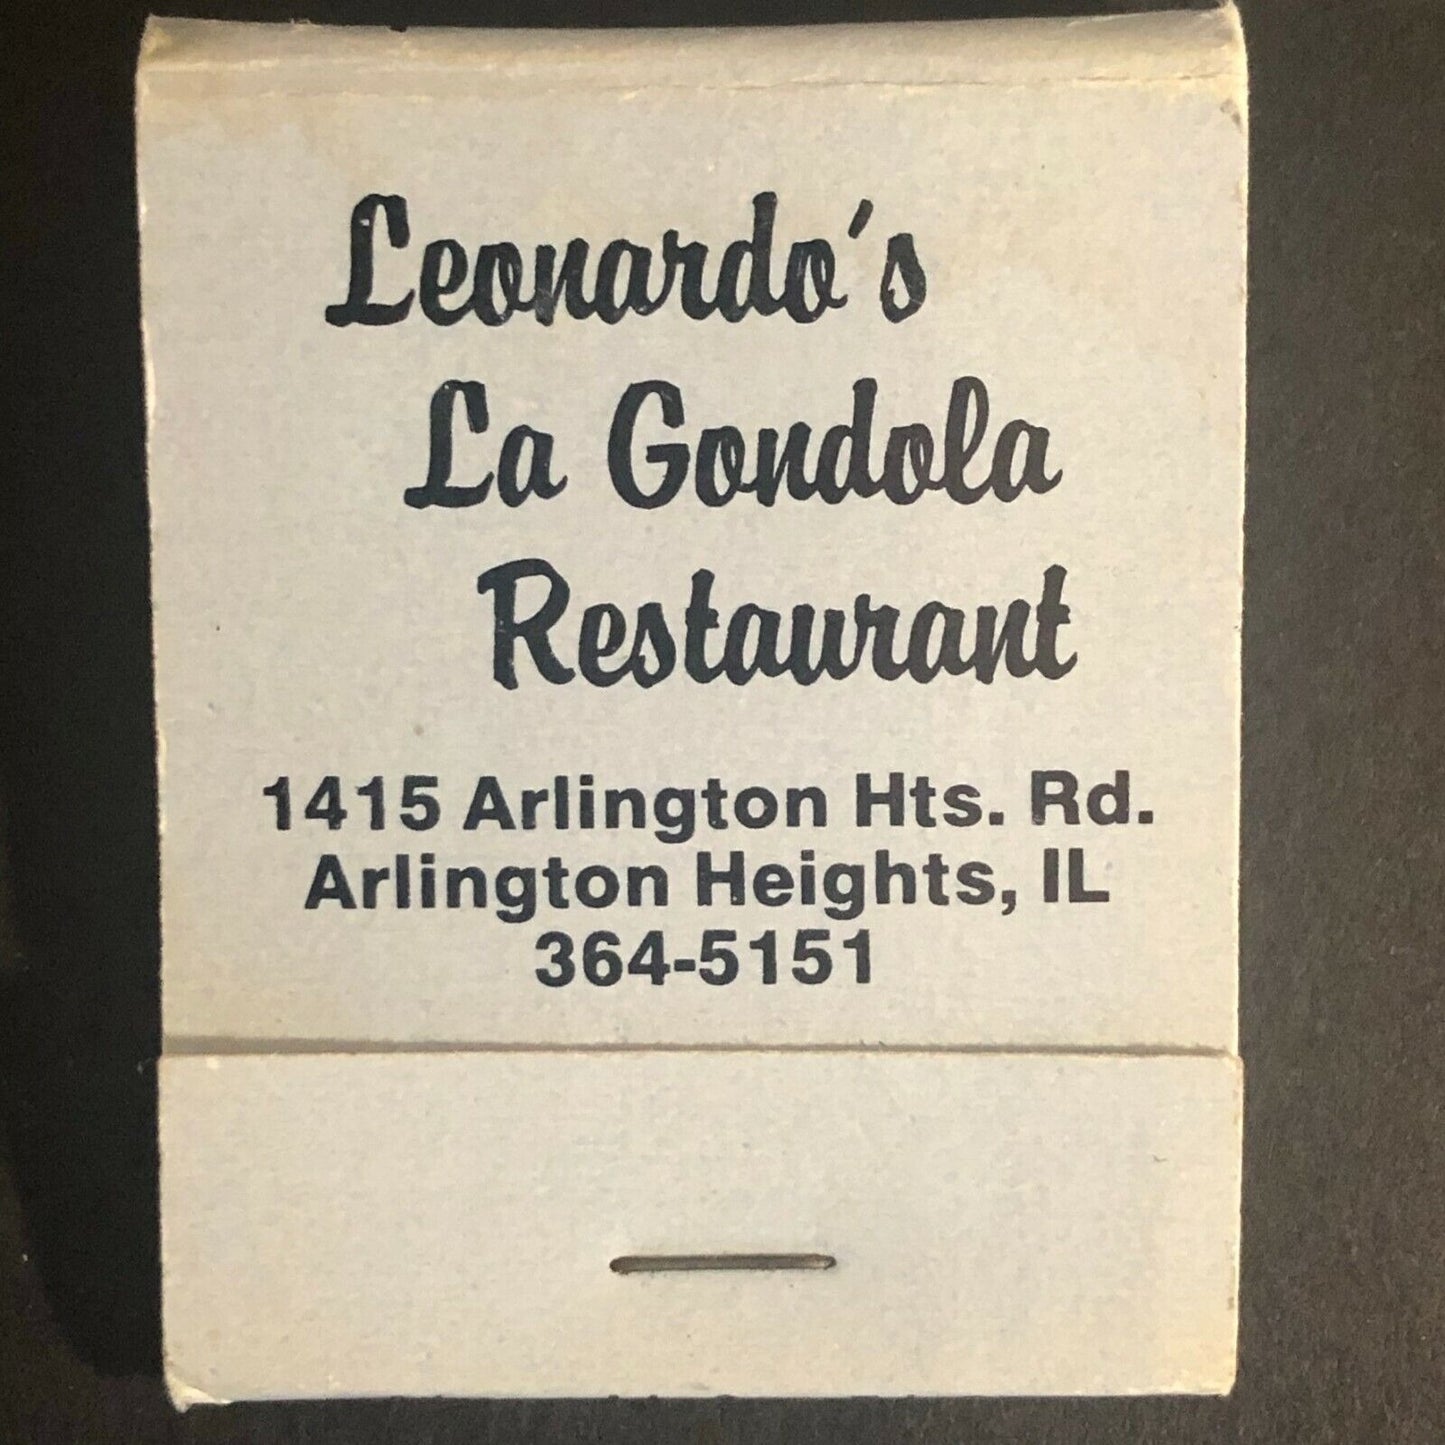 Leonardo's
La Gondola
Restaurant
1415 Arlington Hts. Rd.
Arlington Heights, IL
364-5151